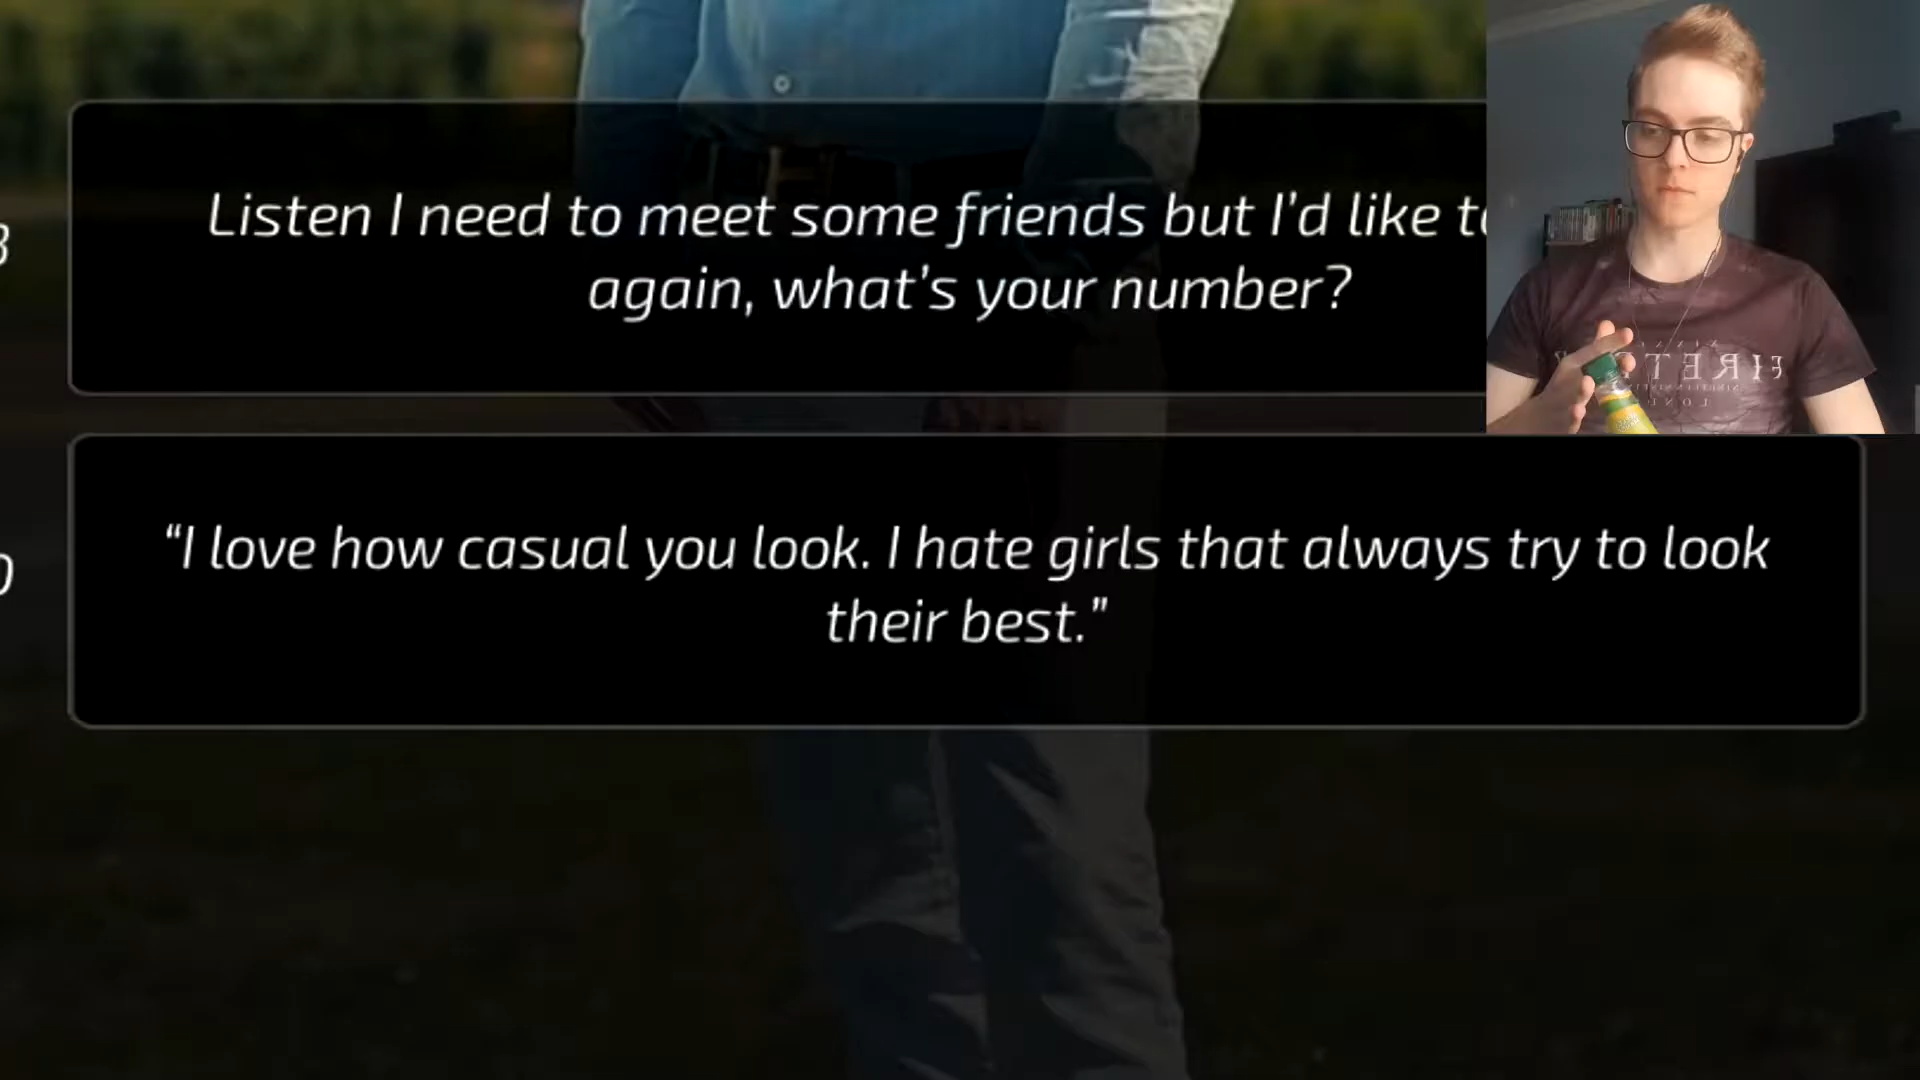 Listen I need to meet some friends but I’d like
again, what’s your number?
“I love how casual you look. I hate girls that always try to look
their best.”